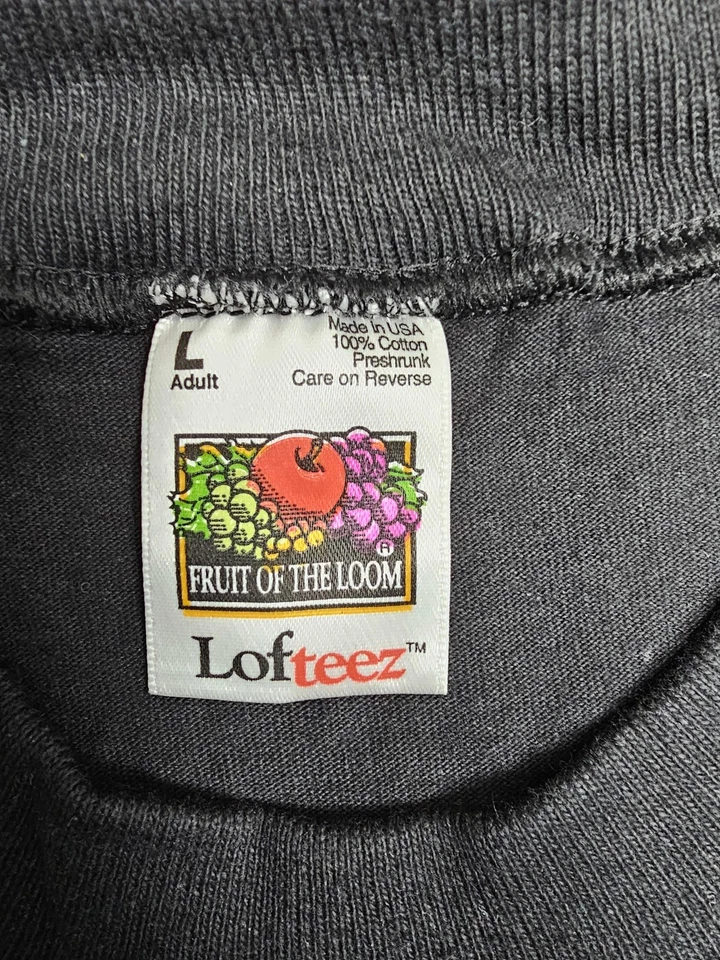 L
Adult
Made In USA
100% Cotton
Preshrunk
Care on Reverse
®
FRUIT OF THE LOOM
Lofteez™